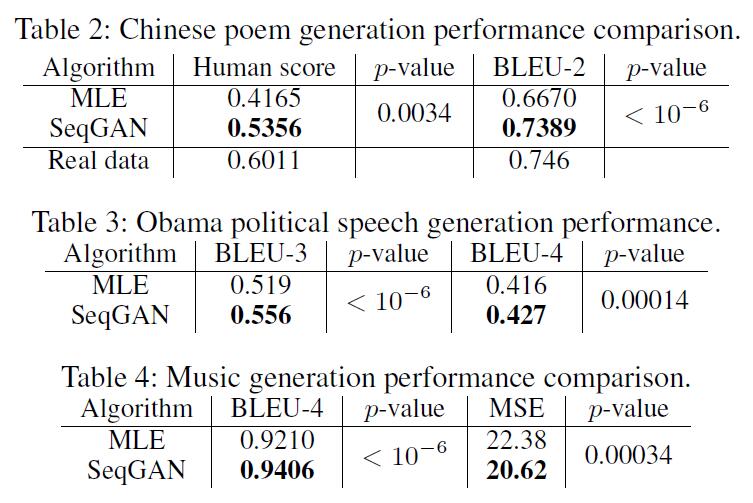 Table 2: Chinese poem generation performance comparison.
Algorithm Human score p-value BLEU-2 p-value
MLE 0.4165 0.0034 0.6670 < 10⁻⁶
SeqGAN 0.5356 0.7389
Real data 0.6011 0.746
Table 3: Obama political speech generation performance.
Algorithm BLEU-3 p-value BLEU-4 p-value
MLE 0.519 < 10⁻⁶ 0.416 0.00014
SeqGAN 0.556 0.427
Table 4: Music generation performance comparison.
Algorithm BLEU-4 p-value MSE p-value
MLE 0.9210 < 10⁻⁶ 22.38 0.00034
SeqGAN 0.9406 20.62